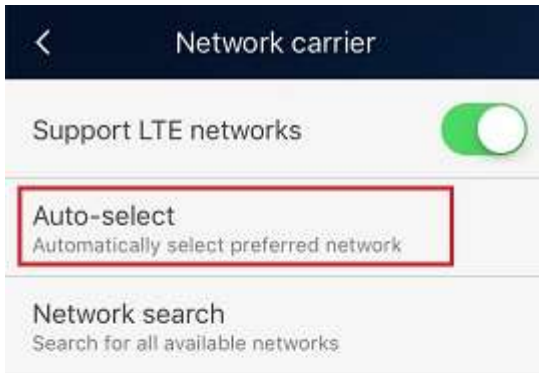 Network carrier
Support LTE networks
Auto-select
Automatically select preferred network
Network search
Search for all available networks